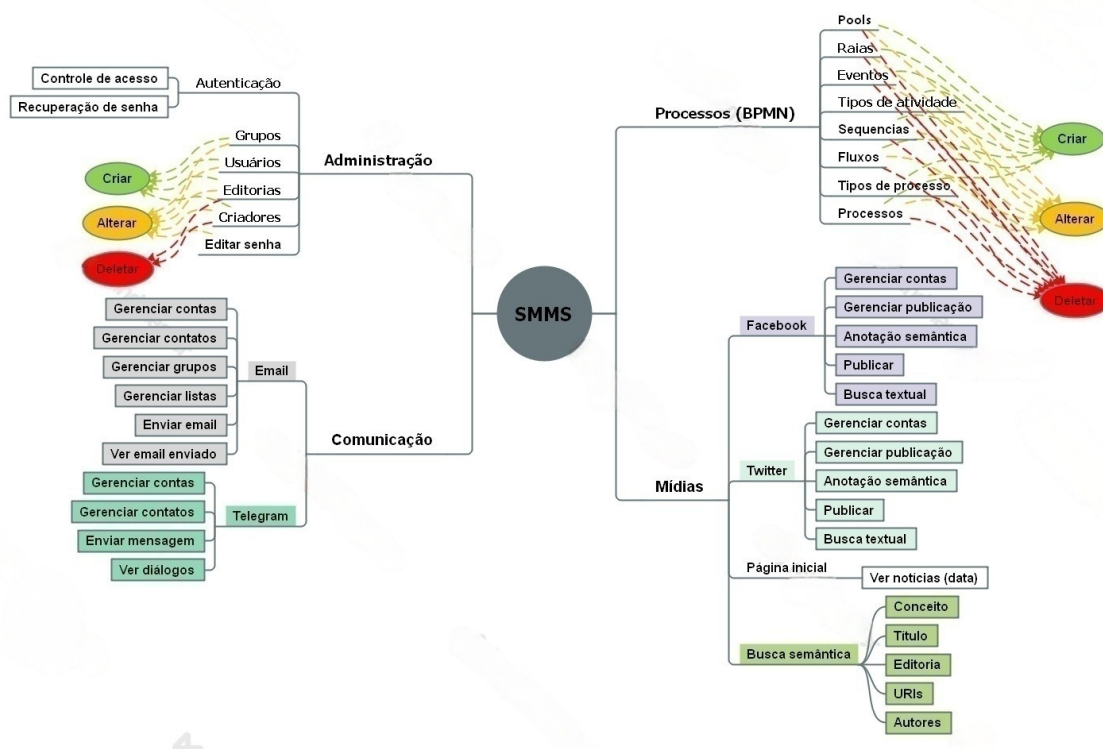 SMMS
Administração
Autenticação
Controle de acesso
Recuperação de senha
Grupos
Usuários
Editorias
Criadores
Editar senha
Criar
Alterar
Deletar
Comunicação
Email
Gerenciar contas
Gerenciar contatos
Gerenciar grupos
Gerenciar listas
Enviar email
Ver email enviado
Telegram
Gerenciar contas
Gerenciar contatos
Enviar mensagem
Ver diálogos
Processos (BPMN)
Pools
Raias
Eventos
Tipos de atividade
Sequencias
Fluxos
Tipos de processo
Processos
Criar
Alterar
Deletar
Mídias
Facebook
Gerenciar contas
Gerenciar publicação
Anotação semântica
Publicar
Busca textual
Twitter
Gerenciar contas
Gerenciar publicação
Anotação semântica
Publicar
Busca textual
Página inicial
Ver notícias (data)
Busca semântica
Conceito
Título
Editoria
URIs
Autores